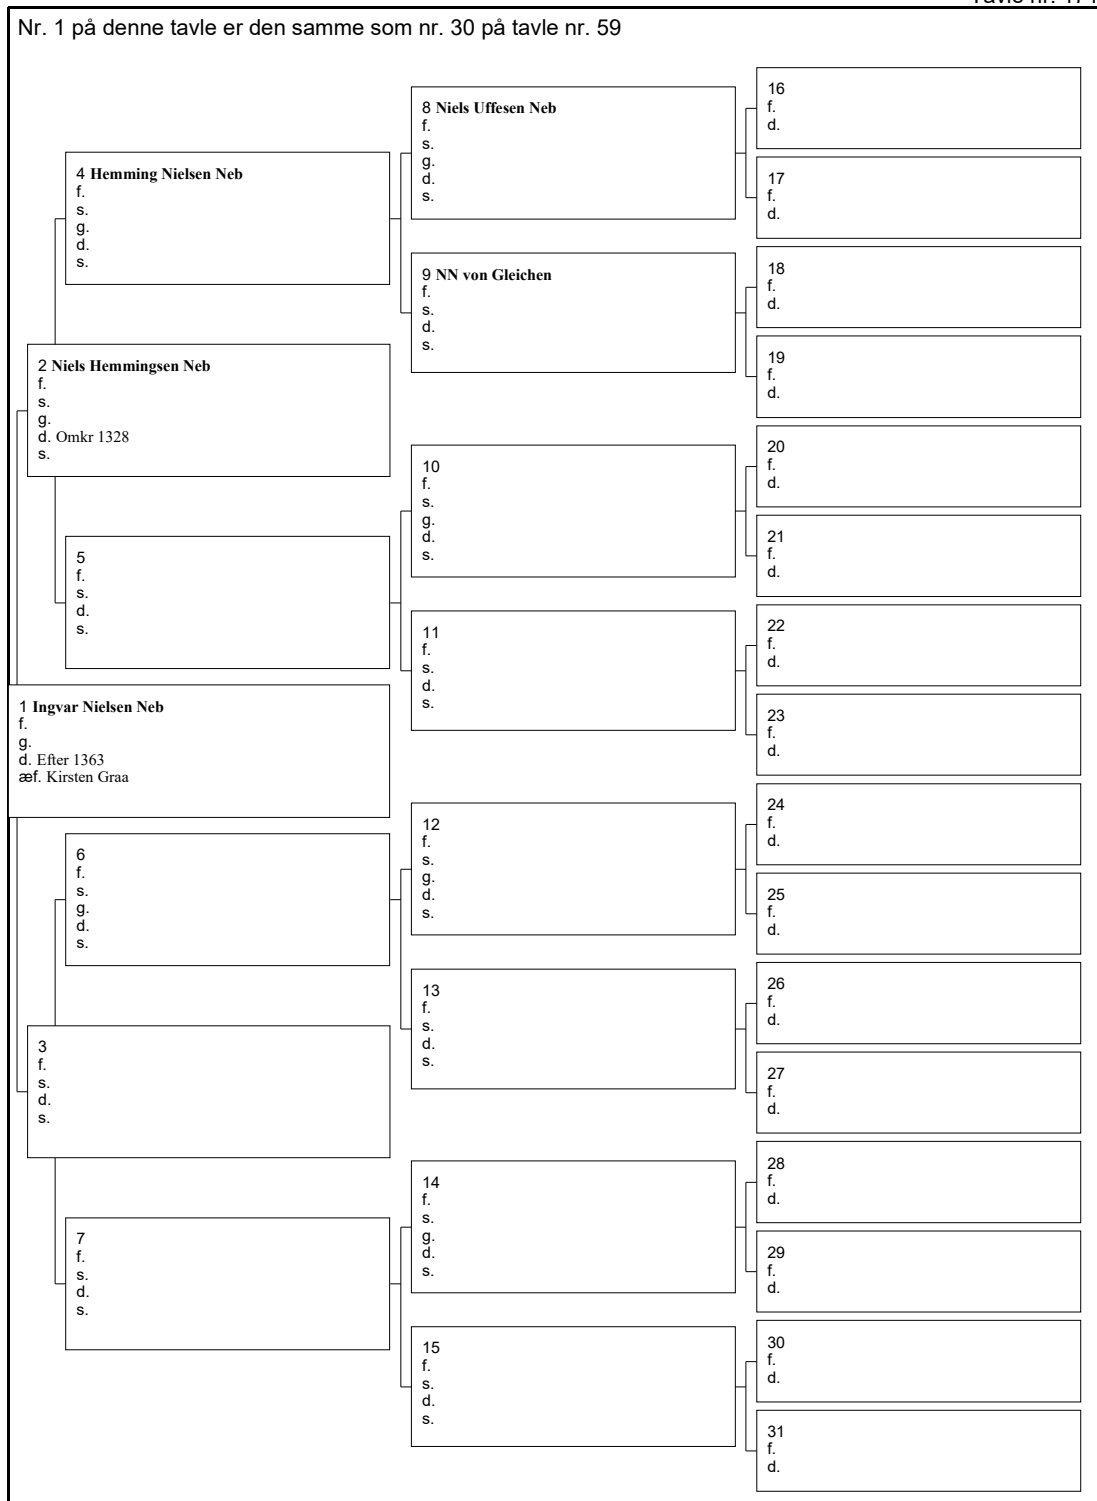 Nr. 1 på denne tavle er den samme som nr. 30 på tavle nr. 59
16
f.
d.
8 Niels Uffesen Neb
f.
s.
g.
d.
s.
4 Hemming Nielsen Neb
f.
s.
g.
d.
s.
17
f.
d.
18
f.
d.
9 NN von Gleichen
f.
s.
d.
s.
19
f.
d.
2 Niels Hemmingsen Neb
f.
s.
g.
d. Omkr 1328
s.
20
f.
d.
10
f.
s.
g.
d.
s.
21
f.
d.
5
f.
s.
d.
s.
22
f.
d.
11
f.
s.
d.
s.
23
f.
d.
1 Ingvar Nielsen Neb
f.
g.
d. Efter 1363
æf. Kirsten Graa
24
f.
d.
12
f.
s.
g.
d.
s.
6
f.
s.
g.
d.
s.
25
f.
d.
26
f.
d.
13
f.
s.
d.
s.
3
f.
s.
d.
s.
27
f.
d.
28
f.
d.
14
f.
s.
g.
d.
s.
7
f.
s.
d.
s.
29
f.
d.
30
f.
d.
15
f.
s.
d.
s.
31
f.
d.